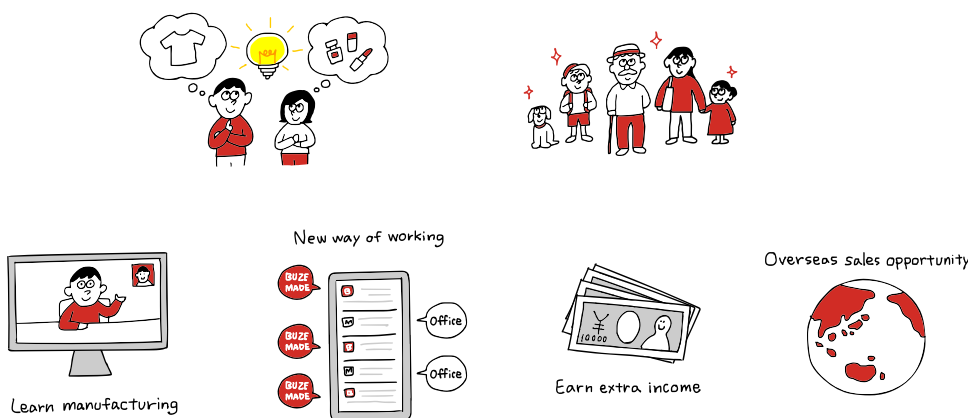 New way of working
Overseas sales opportunity
BUZE
MADE
Office
BUZE
MADE
Office
BUZE
MADE
¥
10000
Learn manufacturing
Earn extra income